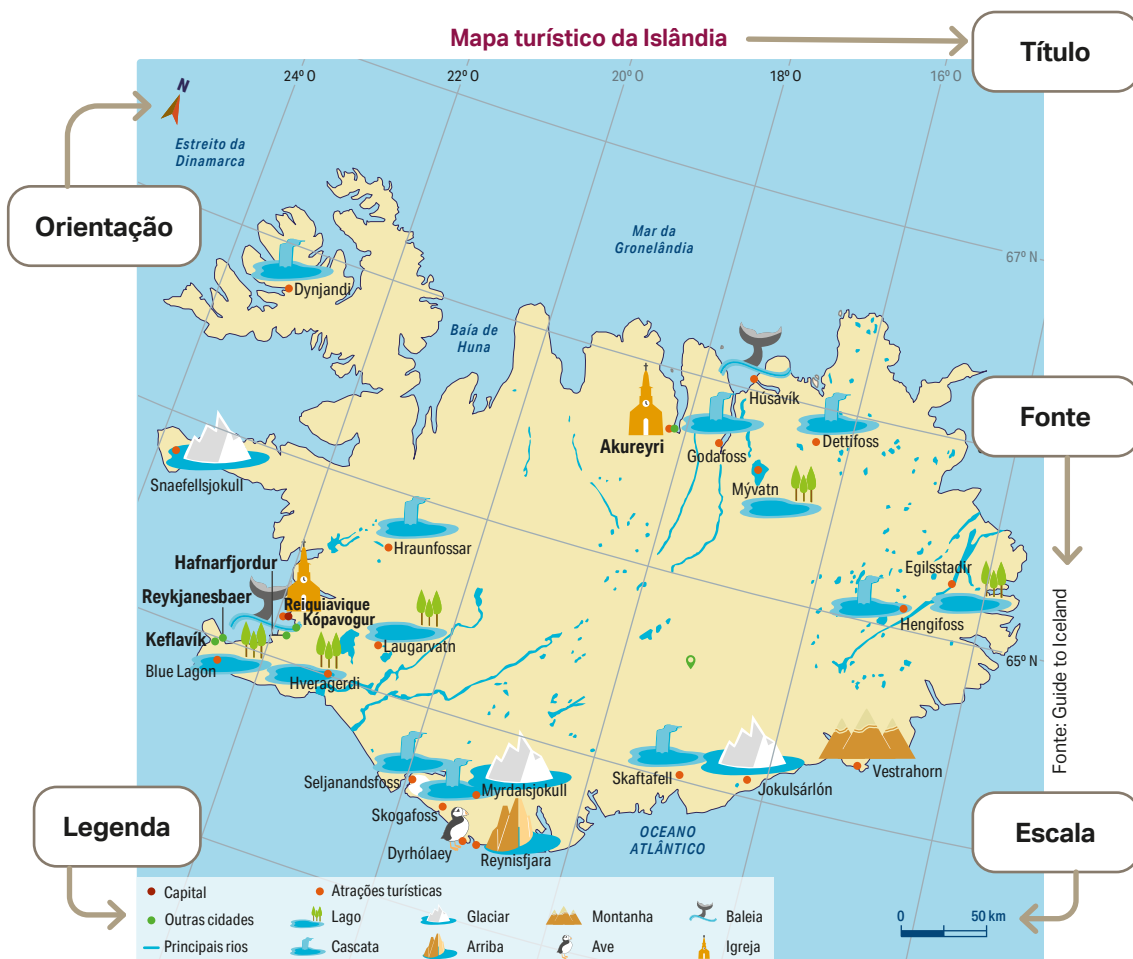 Mapa turístico da Islândia
Título
24º O
22º O
20º O
18º O
16º O
N
Estreito da
Dinamarca
Orientação
Mar da
Gronelândia
67º N
Dynjandi
Baía de
Huna
Húsavík
Fonte
Akureyri
Godafoss
Dettifoss
Mývatn
Snaefellsjokull
Hraunfossar
Hafnarfjordur
Egilsstadir
Reykjanesbaer
Reiquiavique
Kópavogur
Hengifoss
Keflavík
Laugarvatn
65º N
Blue Lagon
Hveragerdi
Fonte: Guide to Iceland
Vestrahorn
Seljanandsfoss
Myrdalsjokull
Skaftafell
Jokulsárlón
Skogafoss
Legenda
Escala
OCEANO
ATLÂNTICO
Dyrhólaey
Reynisfjara
Capital
Atrações turísticas
Outras cidades
Lago
Glaciar
Montanha
Baleia
0 50 km
Principais rios
Cascata
Arriba
Ave
Igreja